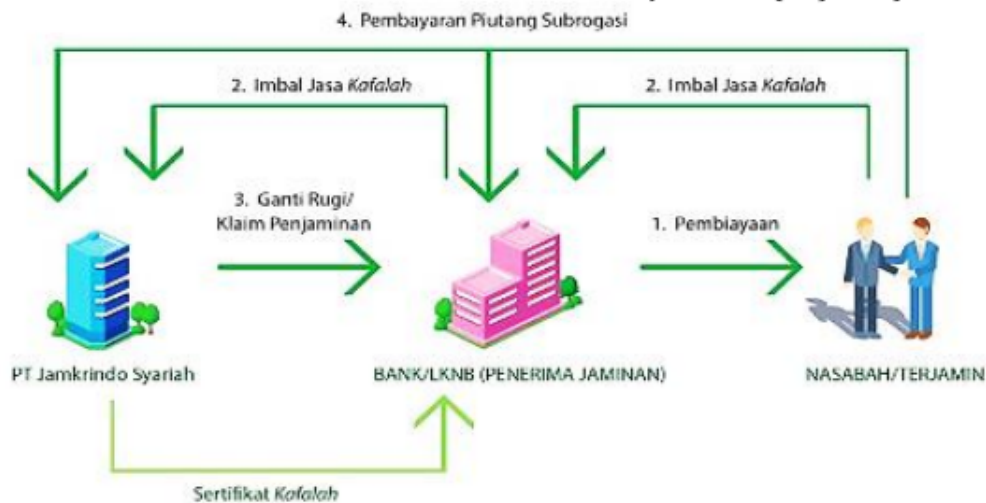 4. Pembayaran Piutang Subrogasi
2. Imbal Jasa Kafalah
2. Imbal Jasa Kafalah
3. Ganti Rugi/
Klaim Penjaminan
1. Pembiayaan
PT Jamkrindo Syariah
BANK/LKNB (PENERIMA JAMINAN)
NASABAH/TERJAMIN
Sertifikat Kafalah